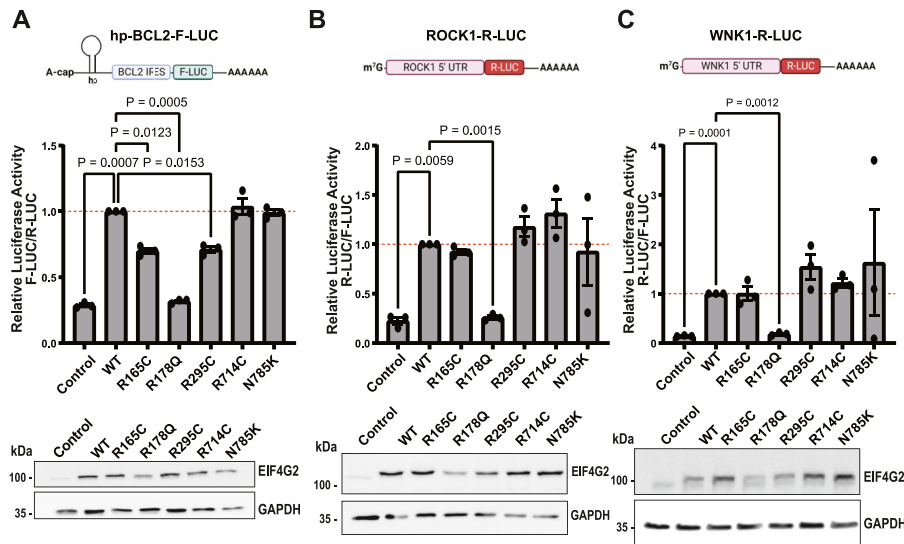 A
hp-BCL2-F-LUC
A-cap
hp
BCL2 IRES
F-LUC
AAAAAA
P = 0.0005
P = 0.0123
P = 0.0007
P = 0.0153
Relative Luciferase Activity
F-LUC/R-LUC
1.5
1.0
0.5
0.0
Control
WT
R165C
R178Q
R295C
R714C
N785K
kDa
Control
WT
R165C
R178Q
R295C
R714C
N785K
100 -
EIF4G2
35 -
GAPDH
B
ROCK1-R-LUC
m⁷G
ROCK1 5' UTR
R-LUC
AAAAAA
P = 0.0015
P = 0.0059
Relative Luciferase Activity
R-LUC/F-LUC
2.0
1.5
1.0
0.5
0.0
Control
WT
R165C
R178Q
R295C
R714C
N785K
kDa
Control
WT
R165C
R178Q
R295C
R714C
N785K
100 -
EIF4G2
35 -
GAPDH
C
WNK1-R-LUC
m⁷G
WNK1 5' UTR
R-LUC
AAAAAA
P = 0.0012
P = 0.0001
Relative Luciferase Activity
R-LUC/F-LUC
4
2
1
0
Control
WT
R165C
R178Q
R295C
R714C
N785K
kDa
Control
WT
R165C
R178Q
R295C
R714C
N785K
100 -
EIF4G2
35 -
GAPDH